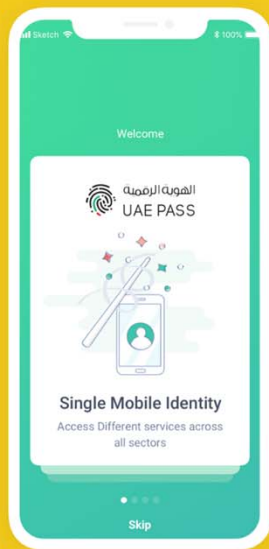 Sketch
100%
Welcome
الهوية الرقمية
UAE PASS
Single Mobile Identity
Access Different services across
all sectors
Skip